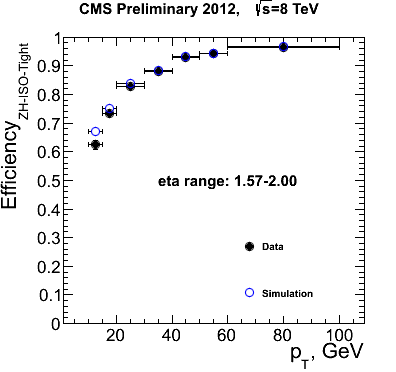 CMS Preliminary 2012, √s=8 TeV
Efficiency ZH-ISO-Tight
1
0.9
0.8
0.7
0.6
0.5
0.4
0.3
0.2
0.1
0
eta range: 1.57-2.00
Data
Simulation
20 40 60 80 100
p_T, GeV